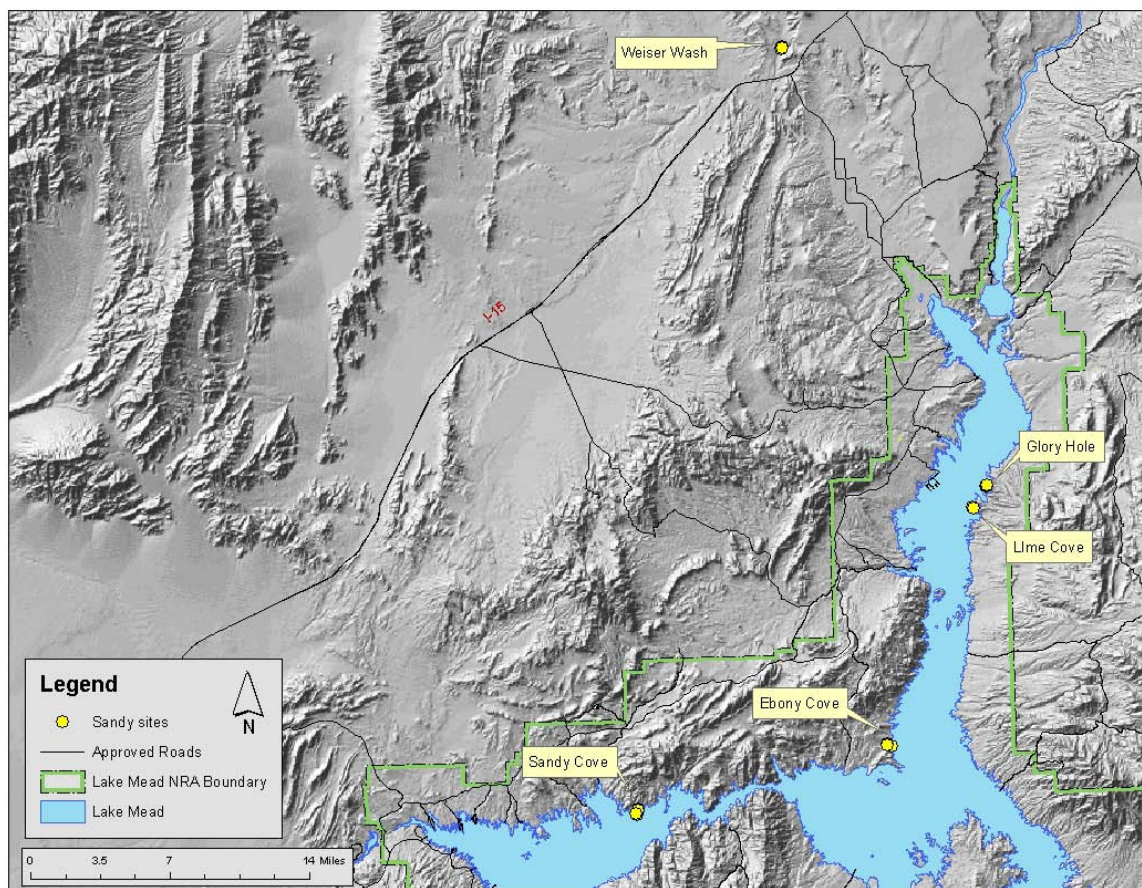 Weiser Wash
I-15
Glory Hole
LIme Cove
Ebony Cove
Sandy Cove
Legend
N
Sandy sites
Approved Roads
Lake Mead NRA Boundary
Lake Mead
0 3.5 7 14 Miles